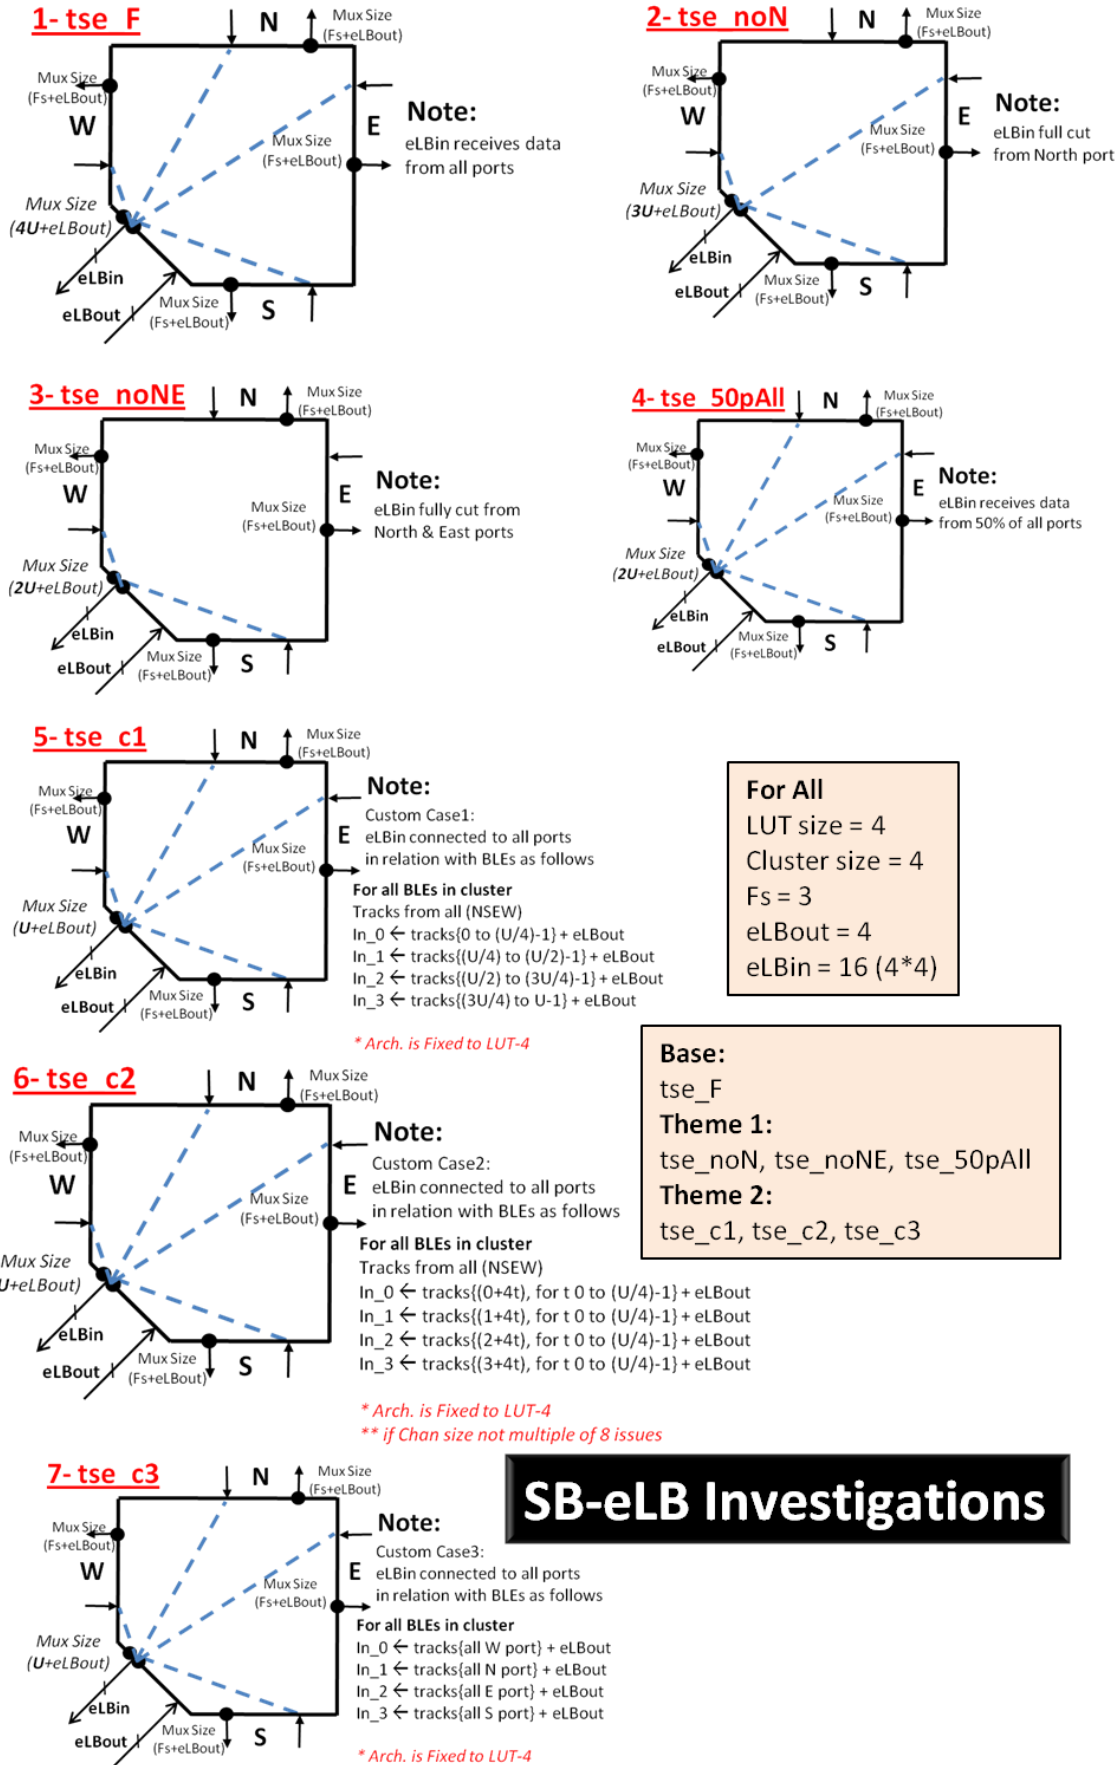 1- tse_F
N
Mux Size
(Fs+eLBout)
Mux Size
(Fs+eLBout)
W
Mux Size
(Fs+eLBout)
E
Note:
eLBin receives data
from all ports
Mux Size
(4U+eLBout)
eLBin
eLBout
Mux Size
(Fs+eLBout)
S
2- tse_noN
N
Mux Size
(Fs+eLBout)
Mux Size
(Fs+eLBout)
W
Mux Size
(Fs+eLBout)
E
Note:
eLBin full cut
from North port
Mux Size
(3U+eLBout)
eLBin
eLBout
Mux Size
(Fs+eLBout)
S
3- tse_noNE
N
Mux Size
(Fs+eLBout)
Mux Size
(Fs+eLBout)
W
Mux Size
(Fs+eLBout)
E
Note:
eLBin fully cut from
North & East ports
Mux Size
(2U+eLBout)
eLBin
eLBout
Mux Size
(Fs+eLBout)
S
4- tse_50pAll
N
Mux Size
(Fs+eLBout)
Mux Size
(Fs+eLBout)
W
Mux Size
(Fs+eLBout)
E
Note:
eLBin receives data
from 50% of all ports
Mux Size
(2U+eLBout)
eLBin
eLBout
Mux Size
(Fs+eLBout)
S
5- tse_c1
N
Mux Size
(Fs+eLBout)
Mux Size
(Fs+eLBout)
W
Mux Size
(Fs+eLBout)
E
Note:
Custom Case1:
eLBin connected to all ports
in relation with BLEs as follows
For all BLEs in cluster
Tracks from all (NSEW)
In_0 ← tracks{0 to (U/4)-1} + eLBout
In_1 ← tracks{(U/4) to (U/2)-1} + eLBout
In_2 ← tracks{(U/2) to (3U/4)-1} + eLBout
In_3 ← tracks{(3U/4) to U-1} + eLBout
* Arch. is Fixed to LUT-4
Mux Size
(U+eLBout)
eLBin
eLBout
Mux Size
(Fs+eLBout)
S
For All
LUT size = 4
Cluster size = 4
Fs = 3
eLBout = 4
eLBin = 16 (4*4)
Base:
tse_F
Theme 1:
tse_noN, tse_noNE, tse_50pAll
Theme 2:
tse_c1, tse_c2, tse_c3
6- tse_c2
N
Mux Size
(Fs+eLBout)
Mux Size
(Fs+eLBout)
W
Mux Size
(Fs+eLBout)
E
Note:
Custom Case2:
eLBin connected to all ports
in relation with BLEs as follows
For all BLEs in cluster
Tracks from all (NSEW)
In_0 ← tracks{(0+4t), for t 0 to (U/4)-1} + eLBout
In_1 ← tracks{(1+4t), for t 0 to (U/4)-1} + eLBout
In_2 ← tracks{(2+4t), for t 0 to (U/4)-1} + eLBout
In_3 ← tracks{(3+4t), for t 0 to (U/4)-1} + eLBout
* Arch. is Fixed to LUT-4
** if Chan size not multiple of 8 issues
Mux Size
U+eLBout)
eLBin
eLBout
Mux Size
(Fs+eLBout)
S
7- tse_c3
N
Mux Size
(Fs+eLBout)
Mux Size
(Fs+eLBout)
W
Mux Size
(Fs+eLBout)
E
Note:
Custom Case3:
eLBin connected to all ports
in relation with BLEs as follows
For all BLEs in cluster
In_0 ← tracks{all W port} + eLBout
In_1 ← tracks{all N port} + eLBout
In_2 ← tracks{all E port} + eLBout
In_3 ← tracks{all S port} + eLBout
* Arch. is Fixed to LUT-4
Mux Size
(U+eLBout)
eLBin
eLBout
Mux Size
(Fs+eLBout)
S
SB-eLB Investigations